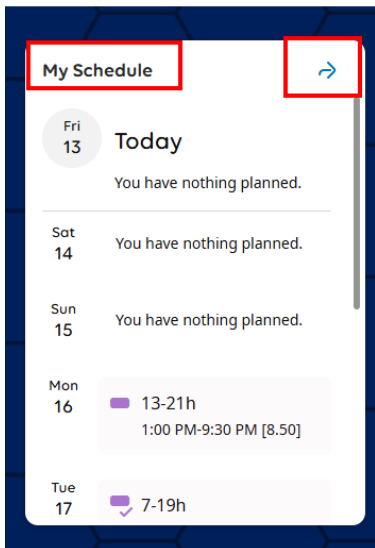 My Schedule
Fri
13
Today
You have nothing planned.
Sat
14
You have nothing planned.
Sun
15
You have nothing planned.
Mon
16
13-21h
1:00 PM-9:30 PM [8.50]
Tue
17
7-19h